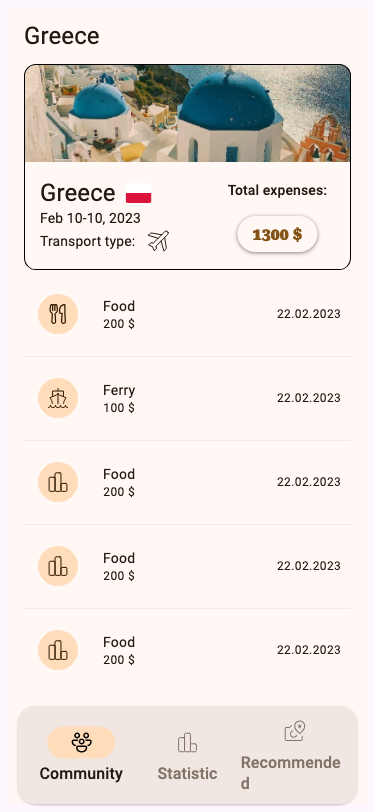 Greece
Greece
Total expenses:
Feb 10-10, 2023
Transport type:
1300 $
Food
200 $
22.02.2023
Ferry
100 $
22.02.2023
Food
200 $
22.02.2023
Food
200 $
22.02.2023
Food
200 $
22.02.2023
Community
Statistic
Recommende
d